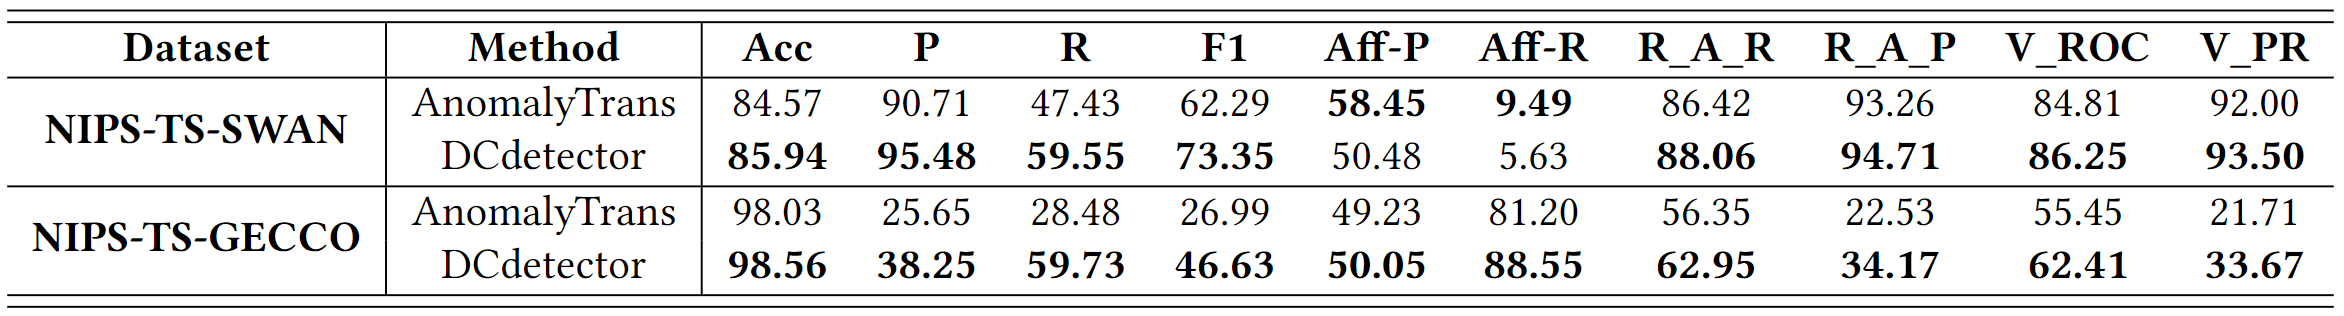 Dataset Method Acc P R F1 Aff-P Aff-R R_A_R R_A_P V_ROC V_PR
NIPS-TS-SWAN AnomalyTrans 84.57 90.71 47.43 62.29 58.45 9.49 86.42 93.26 84.81 92.00
DCdetector 85.94 95.48 59.55 73.35 50.48 5.63 88.06 94.71 86.25 93.50
NIPS-TS-GECCO AnomalyTrans 98.03 25.65 28.48 26.99 49.23 81.20 56.35 22.53 55.45 21.71
DCdetector 98.56 38.25 59.73 46.63 50.05 88.55 62.95 34.17 62.41 33.67